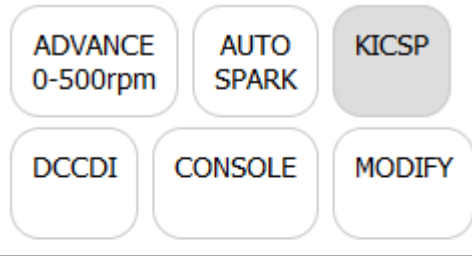 ADVANCE
0-500rpm
AUTO
SPARK
KICSP
DCCDI
CONSOLE
MODIFY